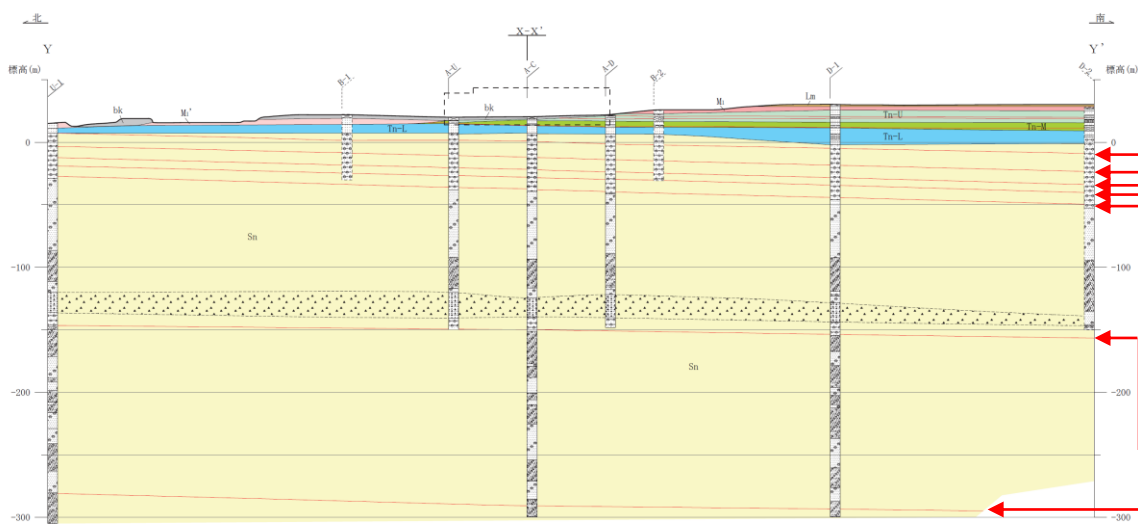 北 南
Y X-X' Y'
標高(m) 標高(m)
U-1 B-1 A-U A-C A-D B-2 D-1 D-2
bk M₁' bk M₁ Lm
Tn-U
Tn-M
Tn-L Tn-L
0 0
Sn
-100 -100
Sn
-200 -200
-300 -300